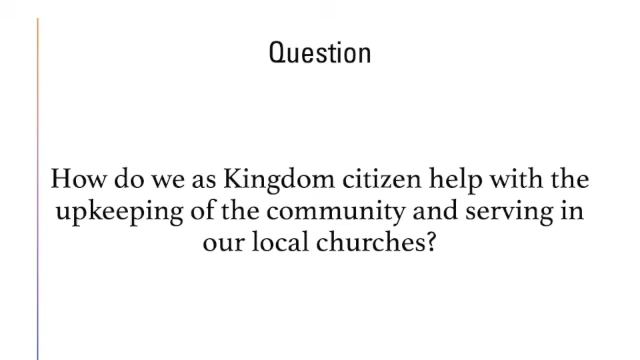 Question
How do we as Kingdom citizen help with the
upkeeping of the community and serving in
our local churches?